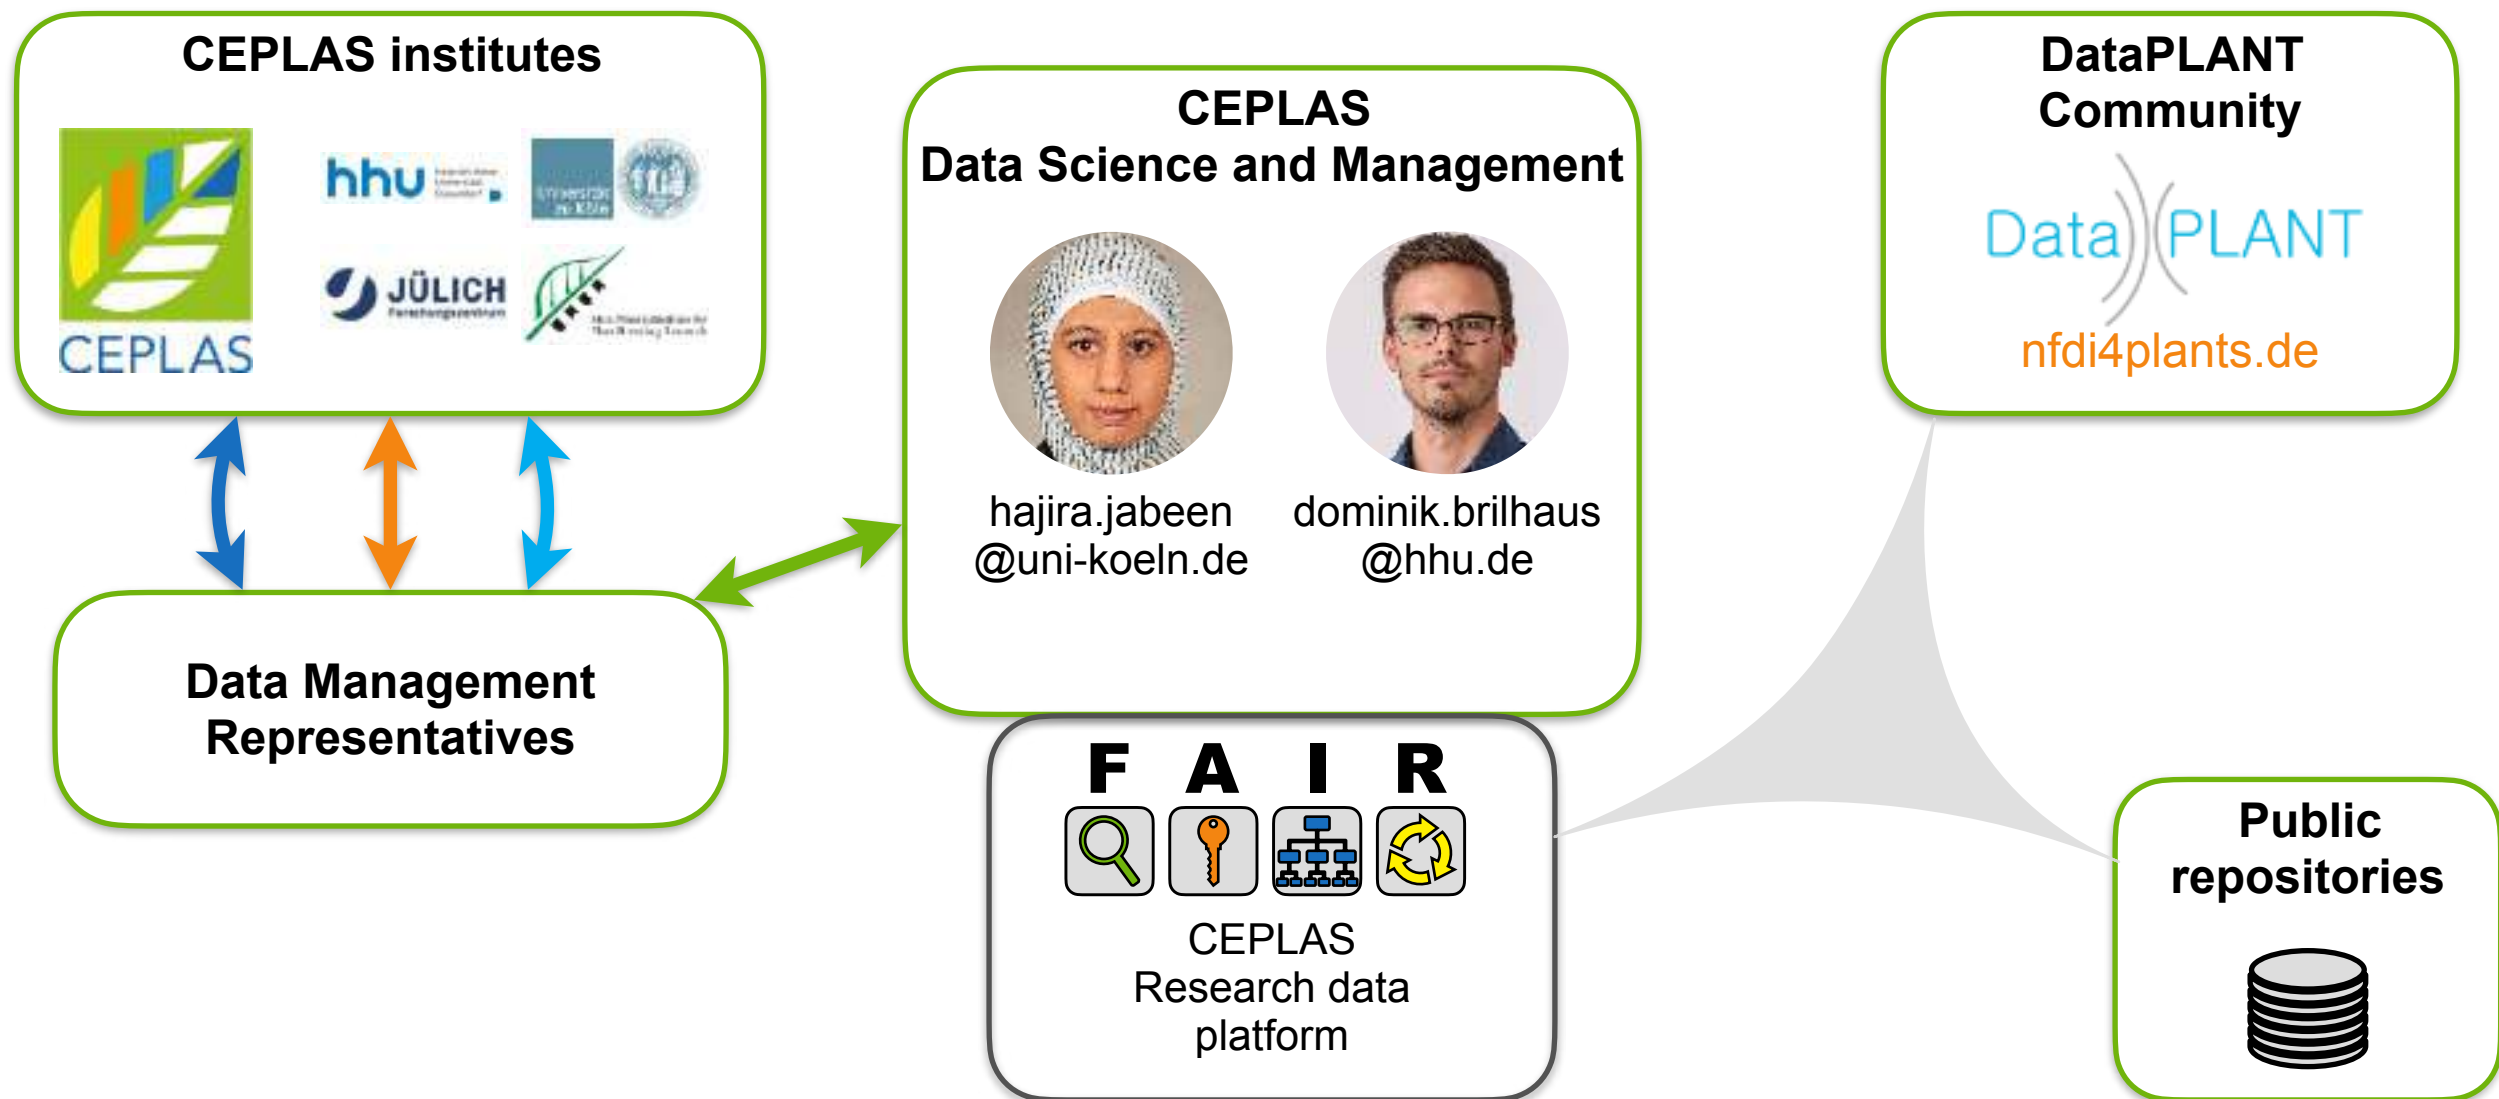 CEPLAS institutes
CEPLAS
hhu
JÜLICH
Forschungszentrum
Data Management
Representatives
CEPLAS
Data Science and Management
hajira.jabeen
@uni-koeln.de
dominik.brilhaus
@hhu.de
F A I R
CEPLAS
Research data
platform
DataPLANT
Community
Data PLANT
nfdi4plants.de
Public
repositories